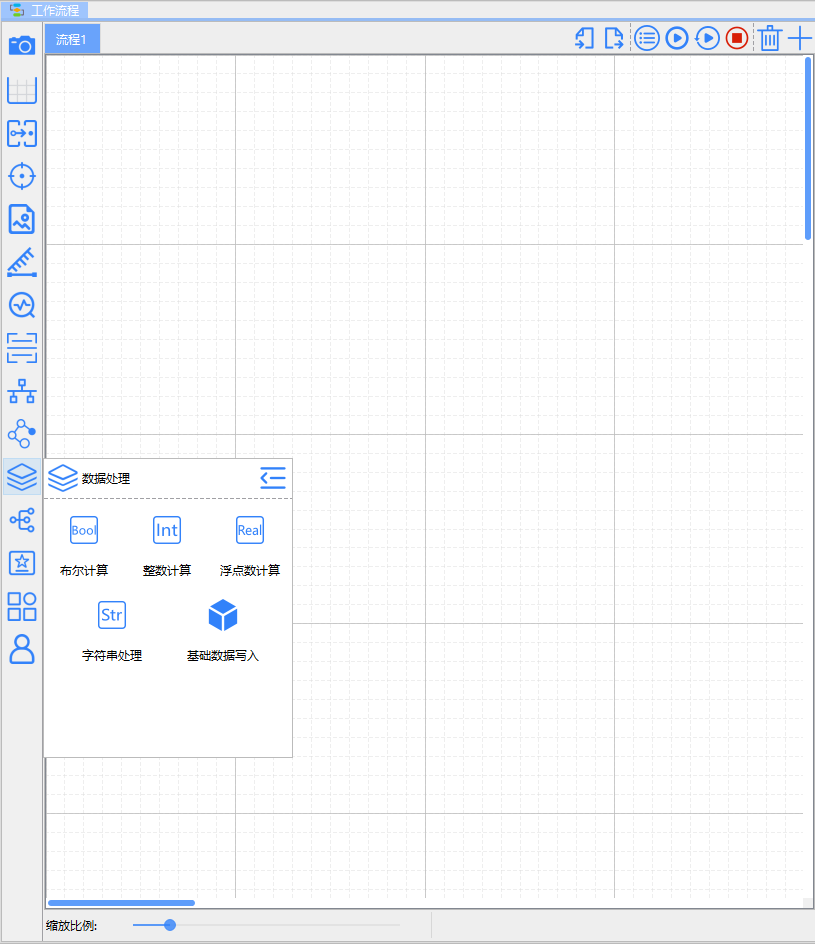 工作流程
流程1
数据处理
Bool
Int
Real
布尔计算
整数计算
浮点数计算
Str
字符串处理
基础数据写入
缩放比例: